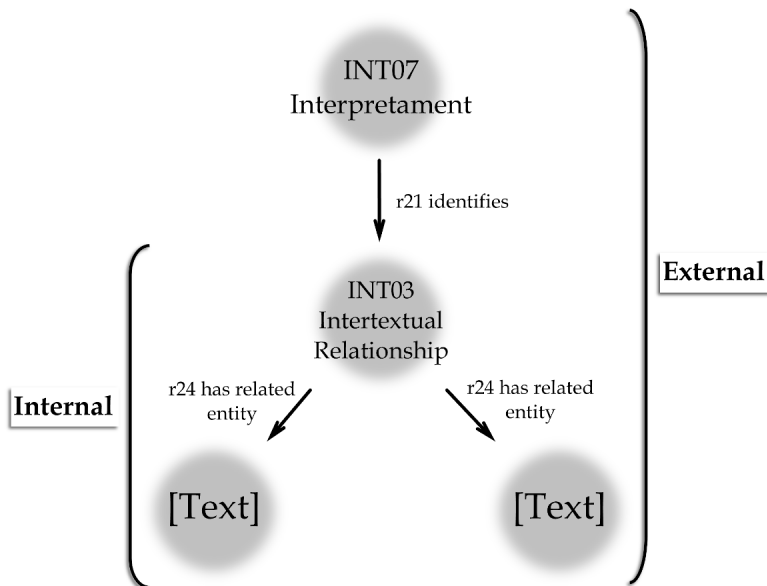 INT07
Interpretament
r21 identifies
External
INT03
Intertextual
Relationship
r24 has related
entity
r24 has related
entity
Internal
[Text]
[Text]